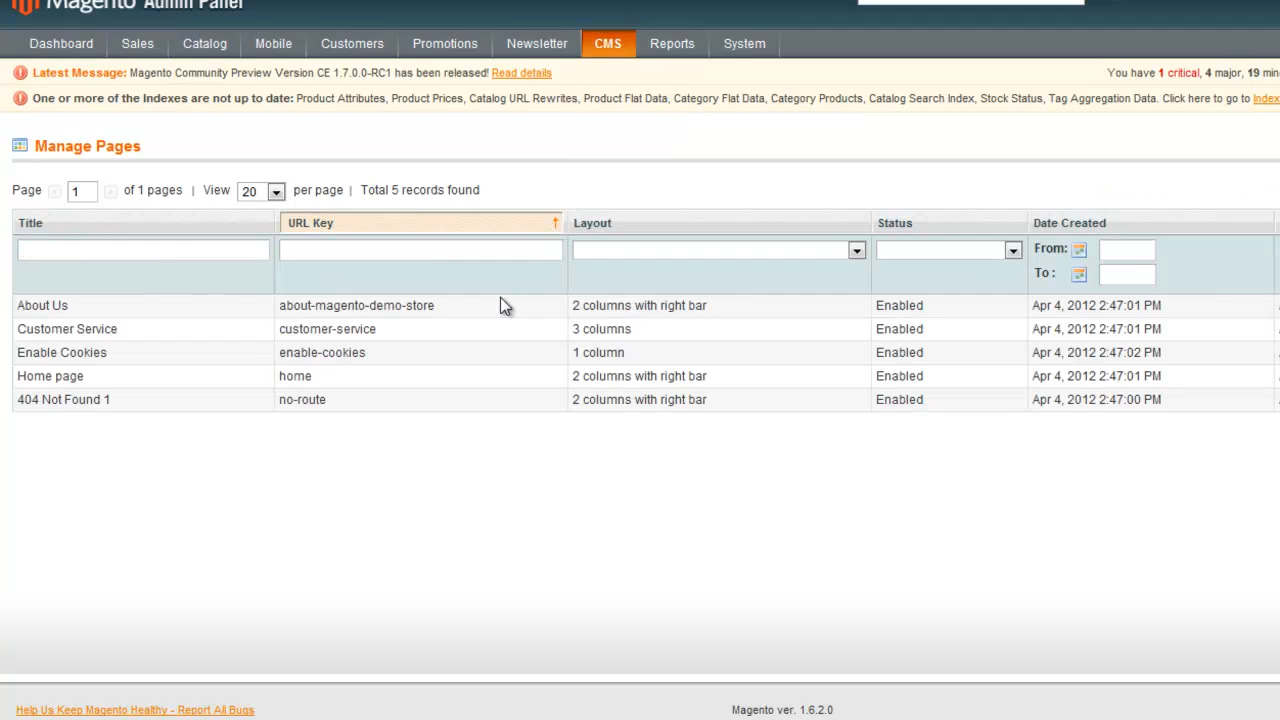 Magento Admin Panel
Dashboard Sales Catalog Mobile Customers Promotions Newsletter CMS Reports System
Latest Message: Magento Community Preview Version CE 1.7.0.0-RC1 has been released! Read details You have 1 critical, 4 major, 19
One or more of the Indexes are not up to date: Product Attributes, Product Prices, Catalog URL Rewrites, Product Flat Data, Category Flat Data, Category Products, Catalog Search Index, Stock Status, Tag Aggregation Data. Click here to go to Index
Manage Pages
Page 1 of 1 pages | View 20 per page | Total 5 records found
Title URL Key Layout Status Date Created
From:
To :
About Us about-magento-demo-store 2 columns with right bar Enabled Apr 4, 2012 2:47:01 PM
Customer Service customer-service 3 columns Enabled Apr 4, 2012 2:47:01 PM
Enable Cookies enable-cookies 1 column Enabled Apr 4, 2012 2:47:02 PM
Home page home 2 columns with right bar Enabled Apr 4, 2012 2:47:01 PM
404 Not Found 1 no-route 2 columns with right bar Enabled Apr 4, 2012 2:47:00 PM
Help Us Keep Magento Healthy - Report All Bugs Magento ver. 1.6.2.0